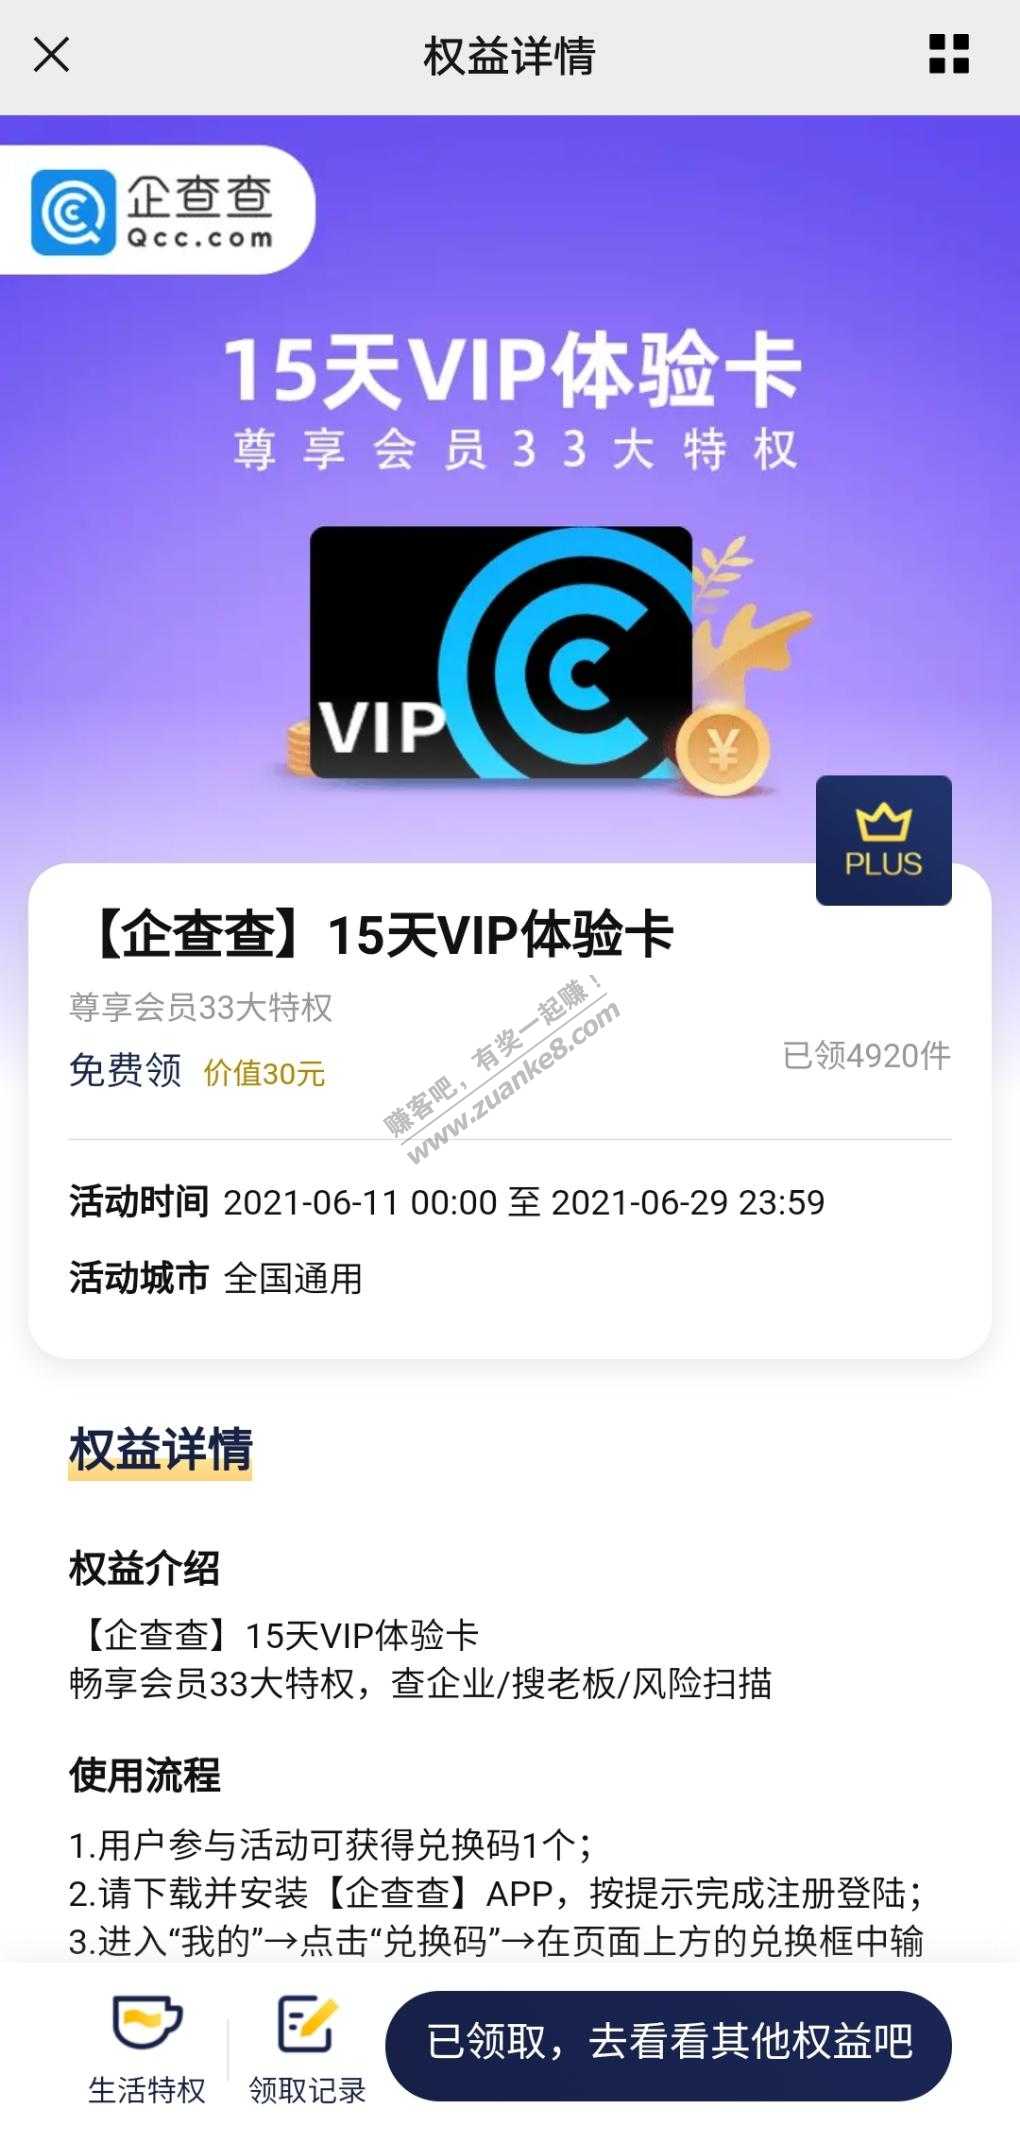 权益详情
企查查
Qcc.com
15天VIP体验卡
尊享会员33大特权
VIP
¥
PLUS
【企查查】15天VIP体验卡
尊享会员33大特权
免费领 价值30元
已领4920件
赚客吧，有奖一起赚！
www.zuanke8.com
活动时间 2021-06-11 00:00 至 2021-06-29 23:59
活动城市 全国通用
权益详情
权益介绍
【企查查】15天VIP体验卡
畅享会员33大特权，查企业/搜老板/风险扫描
使用流程
1.用户参与活动可获得兑换码1个；
2.请下载并安装【企查查】APP，按提示完成注册登陆；
3.进入“我的”→点击“兑换码”→在页面上方的兑换框中输
生活特权
领取记录
已领取，去看看其他权益吧